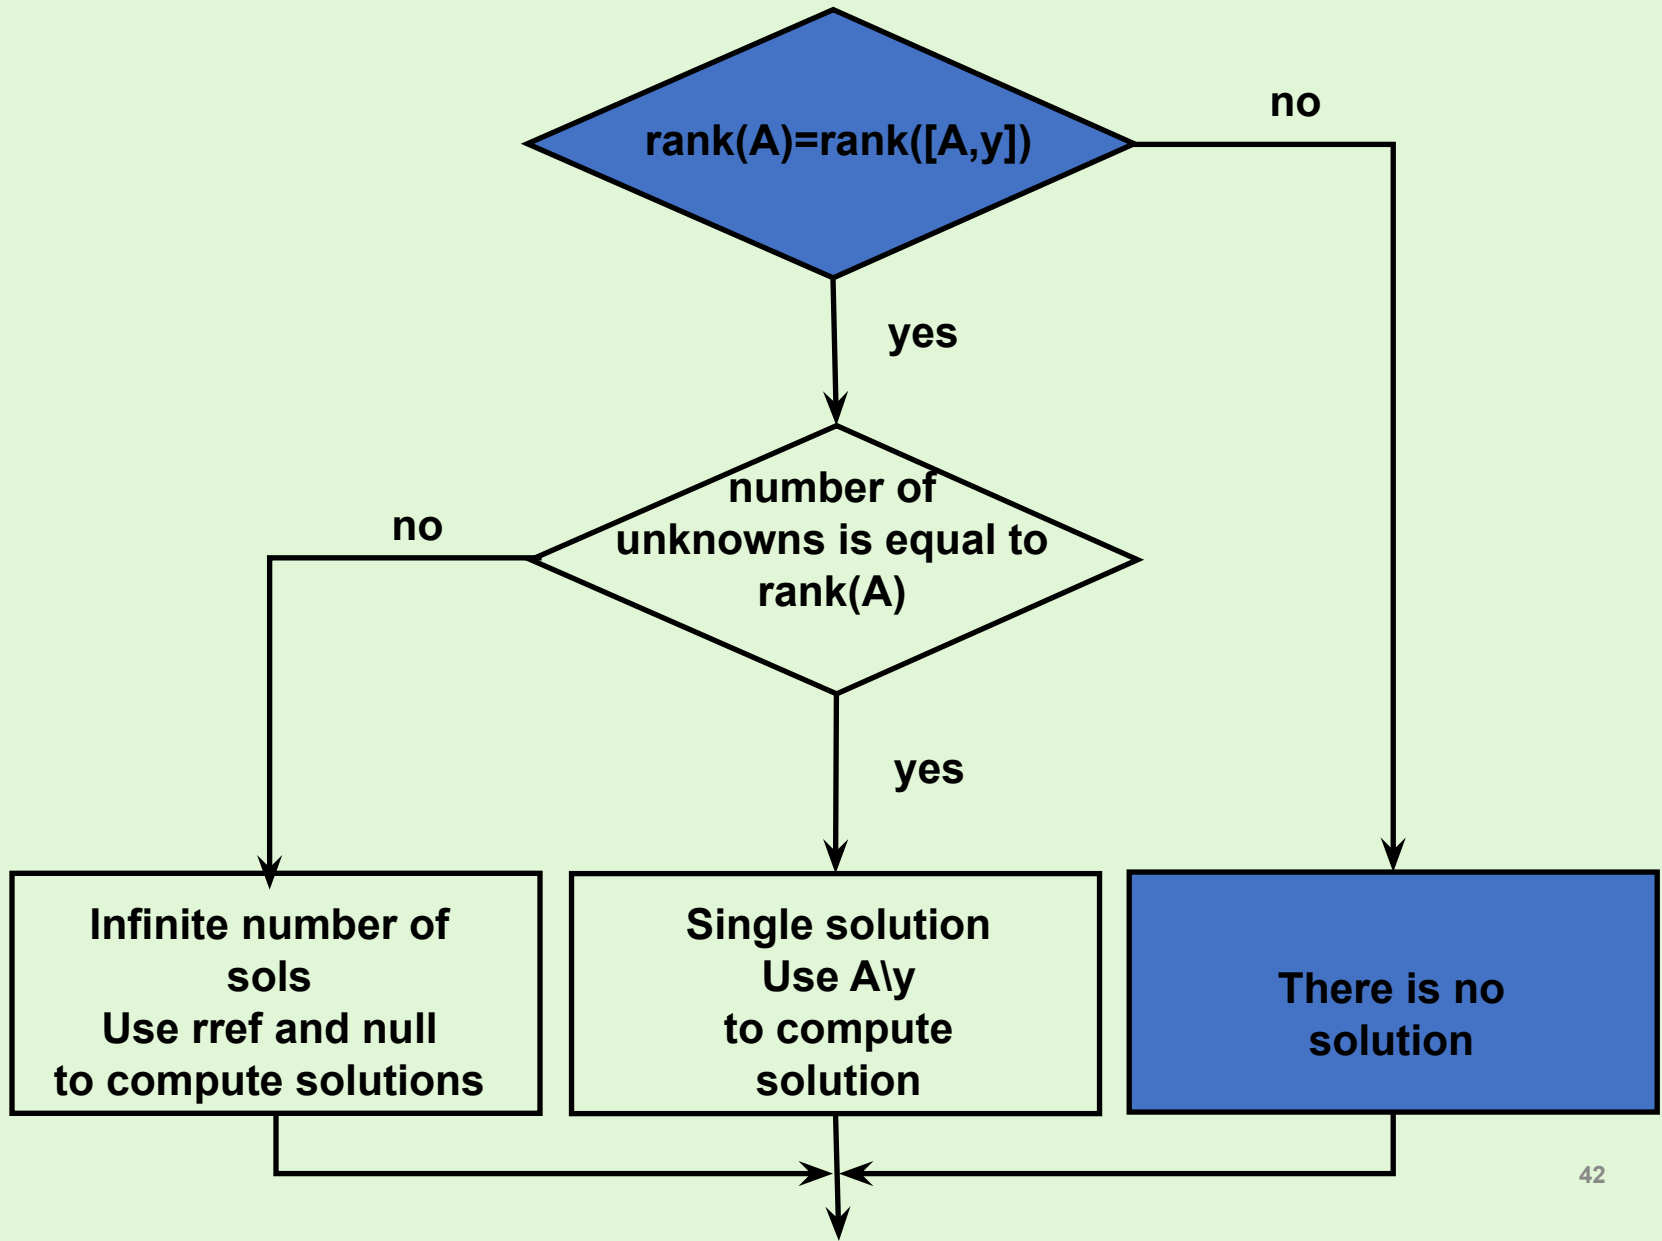 rank(A)=rank([A,y])
no
yes
number of
unknowns is equal to
rank(A)
no
yes
Infinite number of
sols
Use rref and null
to compute solutions
Single solution
Use A\y
to compute
solution
There is no
solution
42